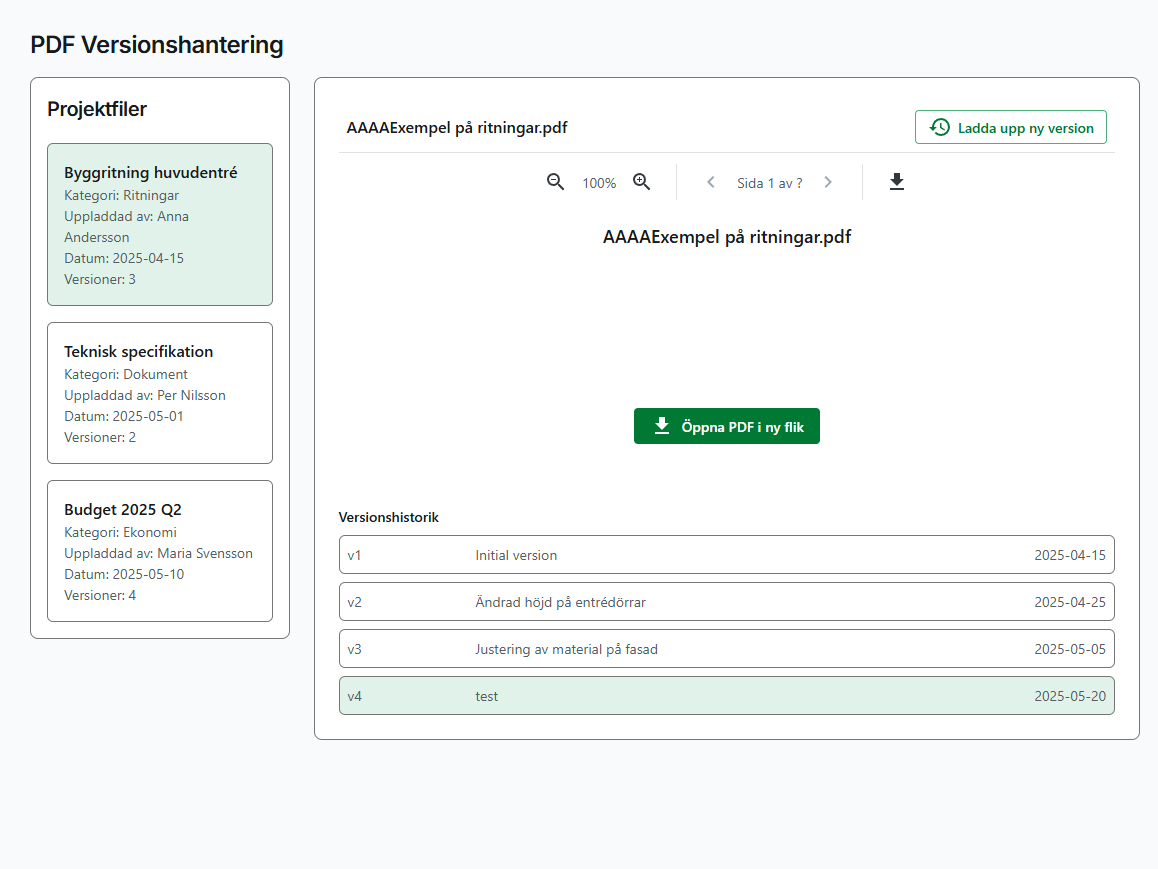 PDF Versionshantering
Projektfiler
Byggritning huvudentré
Kategori: Ritningar
Uppladdad av: Anna
Andersson
Datum: 2025-04-15
Versioner: 3
Teknisk specifikation
Kategori: Dokument
Uppladdad av: Per Nilsson
Datum: 2025-05-01
Versioner: 2
Budget 2025 Q2
Kategori: Ekonomi
Uppladdad av: Maria Svensson
Datum: 2025-05-10
Versioner: 4
AAAAExempel på ritningar.pdf
Ladda upp ny version
100%
Sida 1 av ?
AAAAExempel på ritningar.pdf
Öppna PDF i ny flik
Versionshistorik
v1 Initial version 2025-04-15
v2 Ändrad höjd på entrédörrar 2025-04-25
v3 Justering av material på fasad 2025-05-05
v4 test 2025-05-20